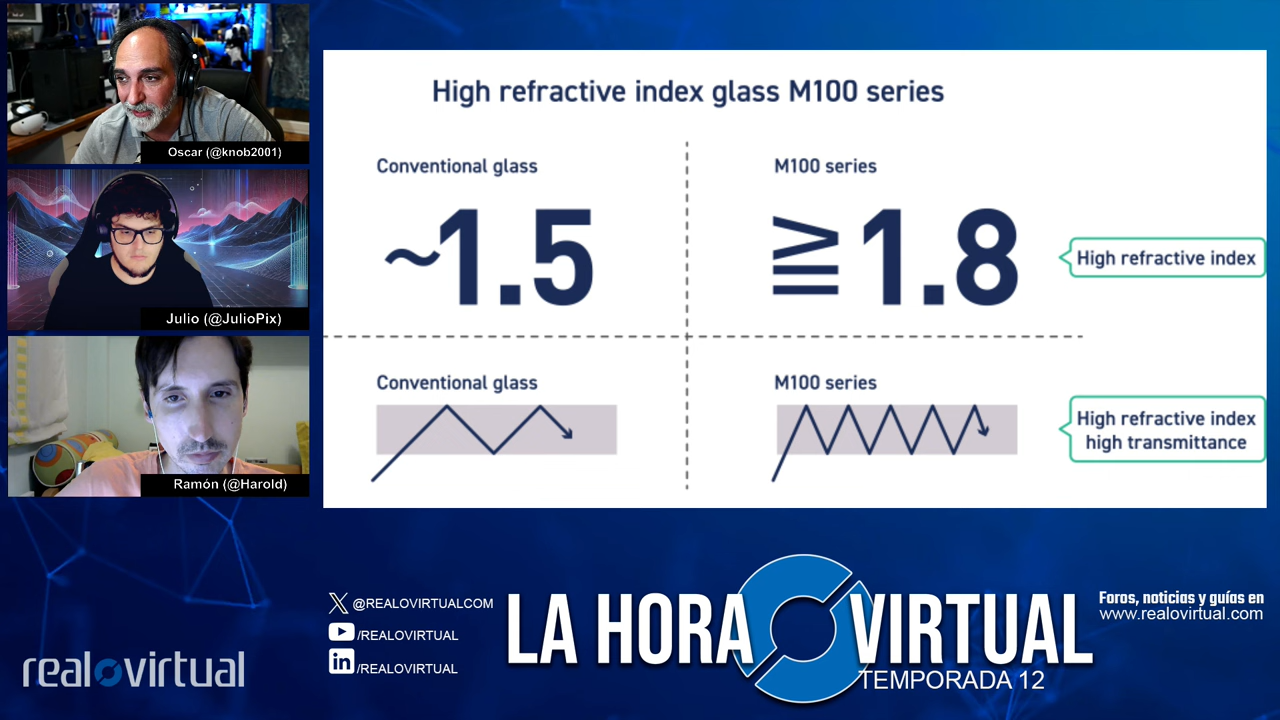 Oscar (@knob2001)
Julio (@JulioPix)
Ramón (@Harold)
High refractive index glass M100 series
Conventional glass
M100 series
~1.5
≧1.8
High refractive index
Conventional glass
M100 series
High refractive index
high transmittance
realovirtual
@REALOVIRTUALCOM
/REALOVIRTUAL
/REALOVIRTUAL
LA HORA VIRTUAL
TEMPORADA 12
Foros, noticias y guías en
www.realovirtual.com